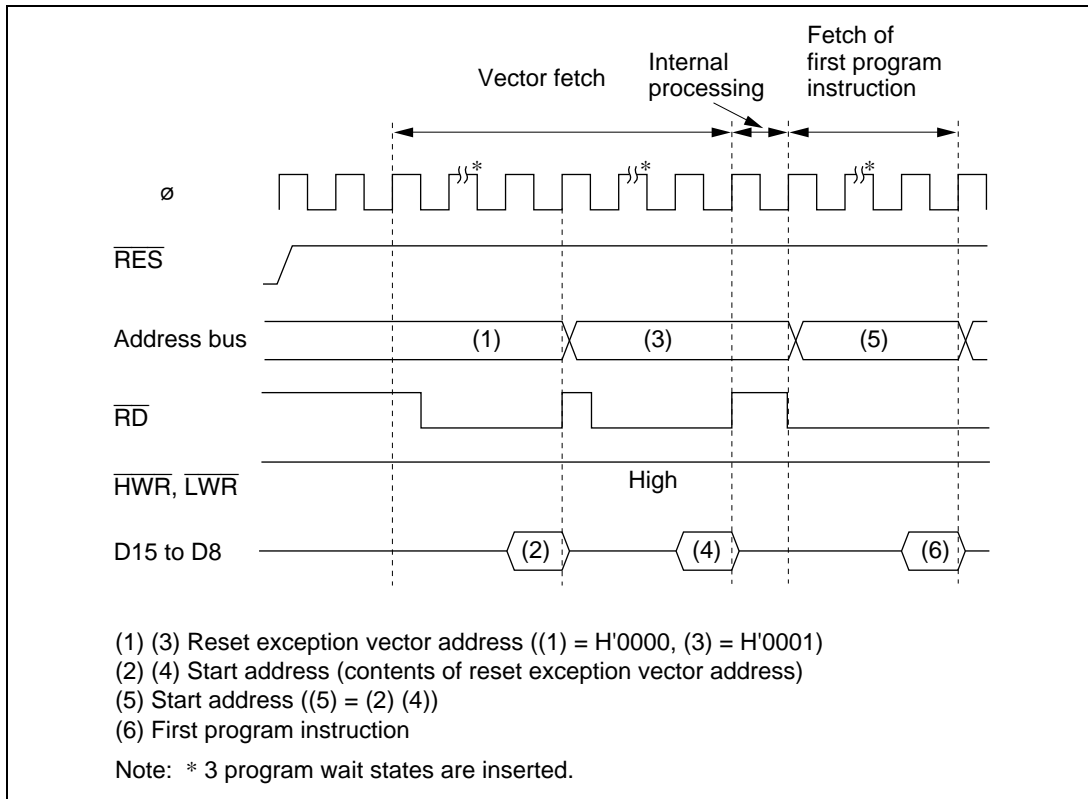 Vector fetch
Internal
processing
Fetch of
first program
instruction
*
*
*
ø
RES
Address bus
(1)
(3)
(5)
RD
HWR, LWR
High
D15 to D8
(2)
(4)
(6)
(1) (3) Reset exception vector address ((1) = H'0000, (3) = H'0001)
(2) (4) Start address (contents of reset exception vector address)
(5) Start address ((5) = (2) (4))
(6) First program instruction
Note: * 3 program wait states are inserted.